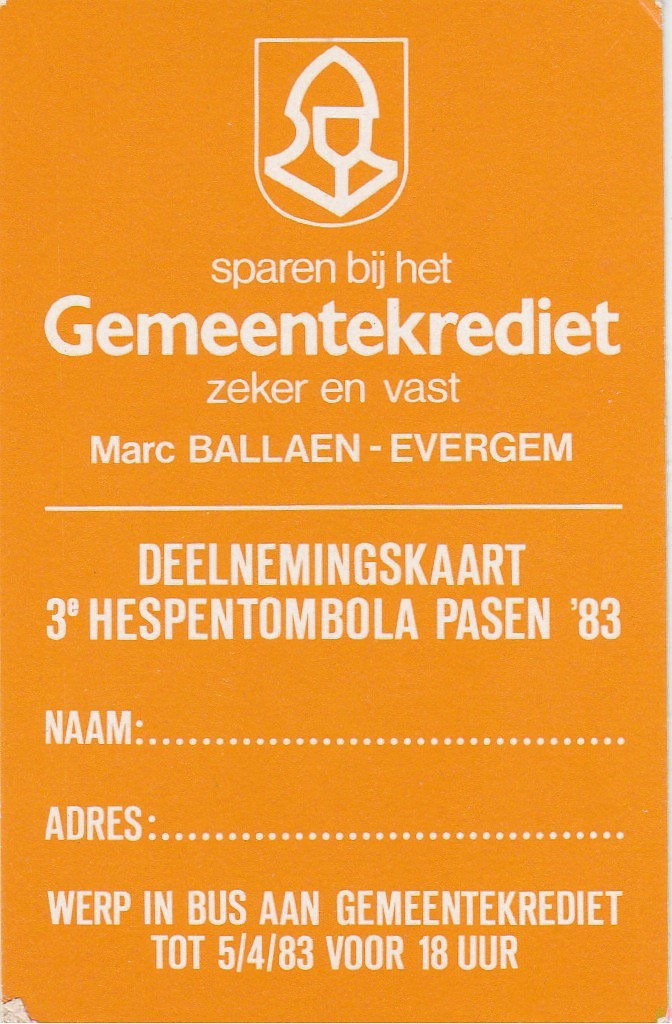 sparen bij het
Gemeentekrediet
zeker en vast
Marc BALLAEN - EVERGEM
DEELNEMINGSKAART
3e HESPENTOMBOLA PASEN '83
NAAM:....................................
ADRES:...................................
WERP IN BUS AAN GEMEENTEKREDIET
TOT 5/4/83 VOOR 18 UUR